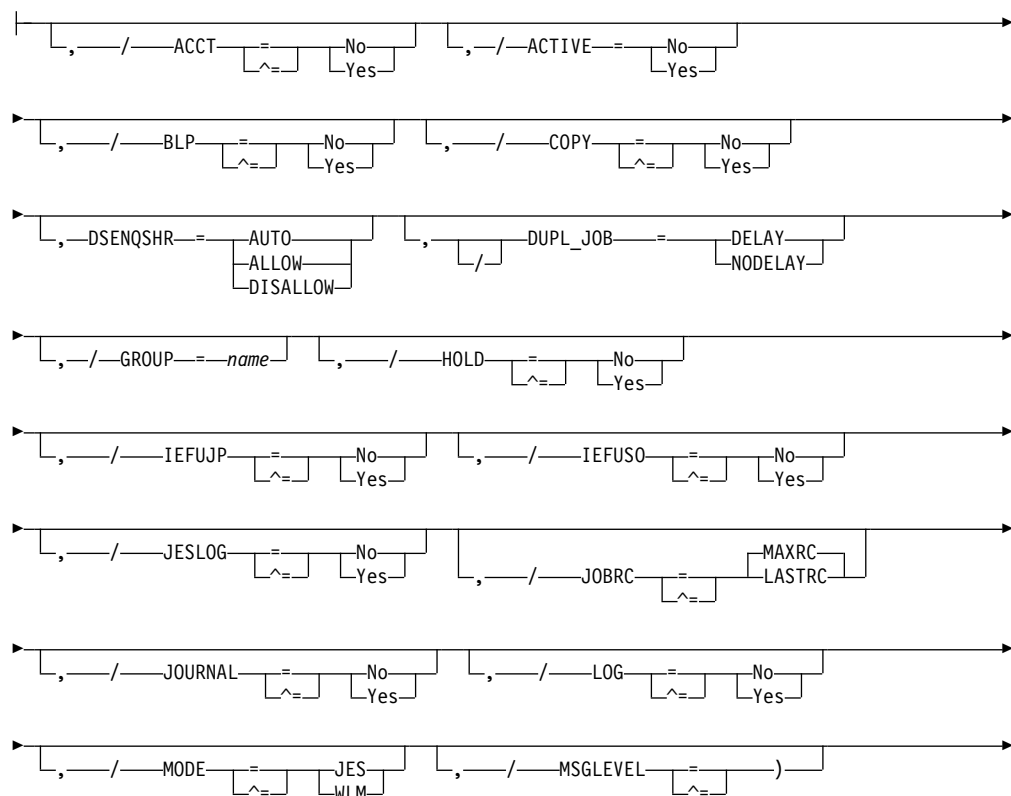 , / ACCT = No , / ACTIVE = No
^= Yes Yes
, / BLP = No , / COPY = No
^= Yes ^= Yes
, DSENQSHR = AUTO , DUPL_JOB = DELAY
ALLOW / NODELAY
DISALLOW
, / GROUP = name , / HOLD = No
^= Yes
, / IEFUJP = No , / IEFUSO = No
^= Yes ^= Yes
, / JESLOG = No MAXRC
^= Yes , / JOBRC = LASTRC
^=
, / JOURNAL = No , / LOG = No
^= Yes ^= Yes
, / MODE = JES , / MSGLEVEL = )
^= WLM ^=